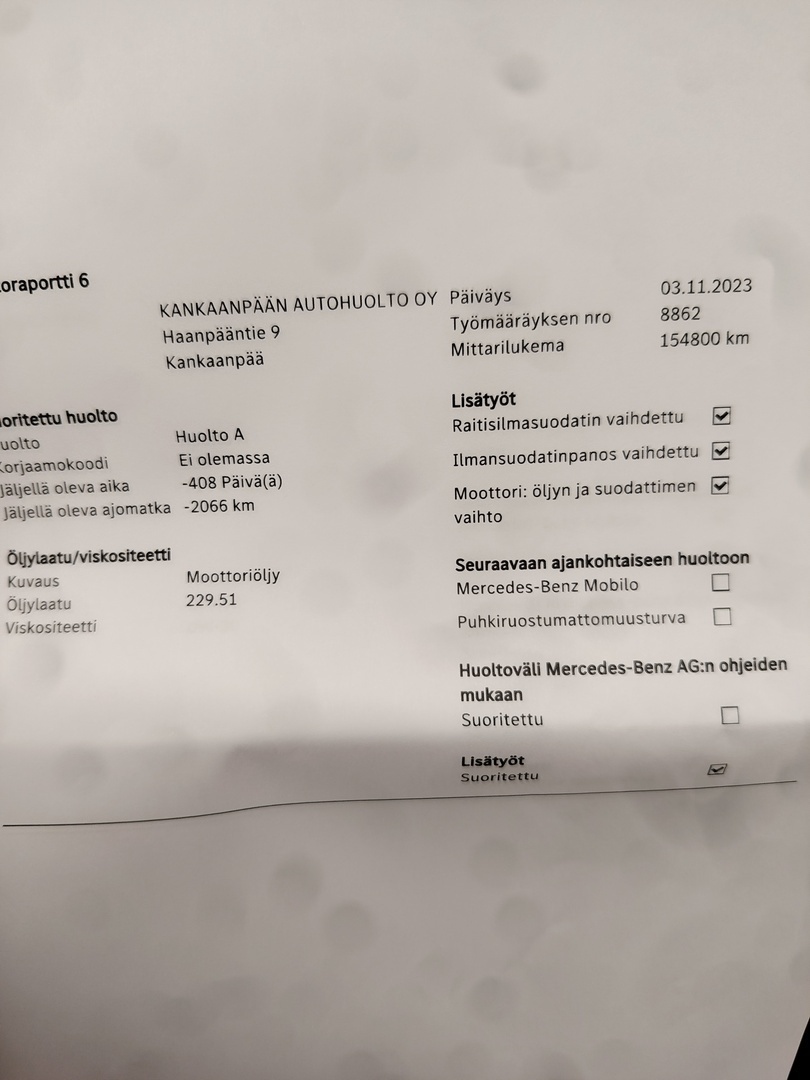 oraportti 6
KANKAANPÄÄN AUTOHUOLTO OY
Haanpääntie 9
Kankaanpää
Päiväys 03.11.2023
Työmääräyksen nro 8862
Mittarilukema 154800 km
oritettu huolto
uolto Huolto A
Korjaamokoodi Ei olemassa
Jäljellä oleva aika -408 Päivä(ä)
Jäljellä oleva ajomatka -2066 km
Öljylaatu/viskositeetti
Kuvaus Moottoriöljy
Öljylaatu 229.51
Viskositeetti
Lisätyöt
Raitisilmasuodatin vaihdettu
Ilmansuodatinpanos vaihdettu
Moottori: öljyn ja suodattimen
vaihto
Seuraavaan ajankohtaiseen huoltoon
Mercedes-Benz Mobilo
Puhkiruostumattomuusturva
Huoltoväli Mercedes-Benz AG:n ohjeiden
mukaan
Suoritettu
Lisätyöt
Suoritettu